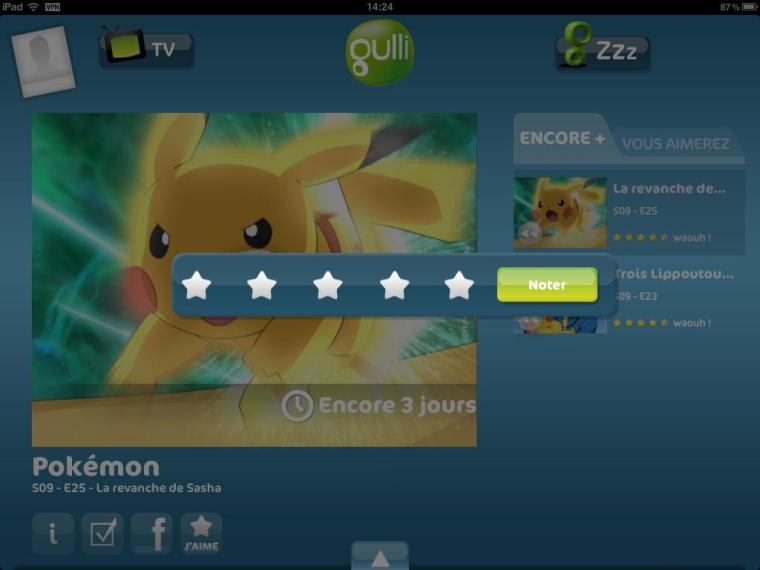 iPad VPN 14:24 87 %
TV
gulli
Zzz
ENCORE +
VOUS AIMEREZ
La revanche de...
S09 - E25
waouh !
Noter
Trois Lippoutou...
S09 - E23
waouh !
Encore 3 jours
Pokémon
S09 - E25 - La revanche de Sasha
i
f
J'AIME